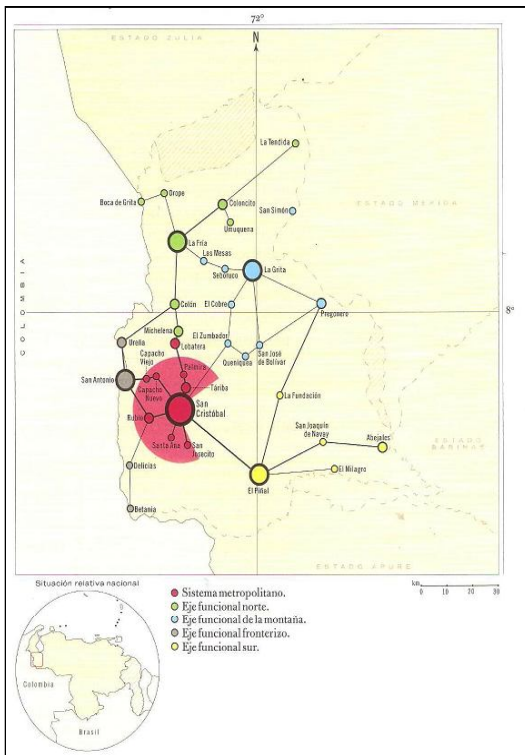 72º
ESTADO ZULIA
N
La Tendida
Orope
Boca de Grita
Coloncito
San Simón
Umuquena
ESTADO MERIDA
La Fría
Las Mesas
Seboruco
La Grita
8º
COLOMBIA
Colón
El Cobre
Pregonero
Michelena
Ureña
Lobatera
El Zumbador
Capacho
Viejo
Queniquea
San José
de Bolívar
Palmira
San Antonio
Capacho
Nuevo
Táriba
San
Cristóbal
La Fundación
Rubio
San Joaquín
de Navay
Abejales
Santa Ana
San
Josecito
ESTADO
BARINAS
Delicias
El Milagro
El Piñal
Betania
ESTADO APURE
Situación relativa nacional
km
0 10 20 30
Sistema metropolitano.
Eje funcional norte.
Eje funcional de la montaña.
Eje funcional fronterizo.
Eje funcional sur.
Colombia
Brasil